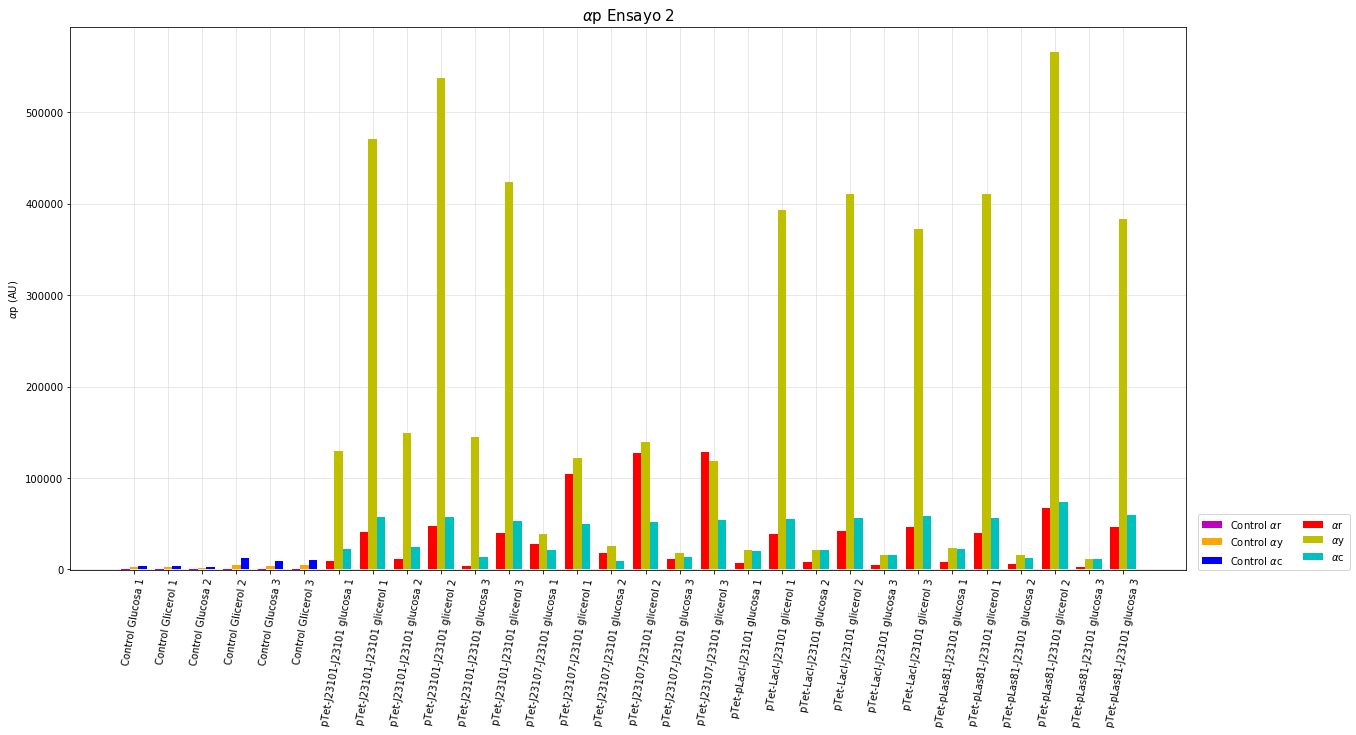 αp Ensayo 2
αp (AU)
500000
400000
300000
200000
100000
0
Control Glucosa 1
Control Glicerol 1
Control Glucosa 2
Control Glicerol 2
Control Glucosa 3
Control Glicerol 3
pTet-J23101-J23101 glucosa 1
pTet-J23101-J23101 glicerol 1
pTet-J23101-J23101 glucosa 2
pTet-J23101-J23101 glicerol 2
pTet-J23101-J23101 glucosa 3
pTet-J23101-J23101 glicerol 3
pTet-J23107-J23101 glucosa 1
pTet-J23107-J23101 glicerol 1
pTet-J23107-J23101 glucosa 2
pTet-J23107-J23101 glicerol 2
pTet-J23107-J23101 glucosa 3
pTet-J23107-J23101 glicerol 3
pTet-pLacI-J23101 glucosa 1
pTet-LacI-J23101 glicerol 1
pTet-LacI-J23101 glucosa 2
pTet-LacI-J23101 glicerol 2
pTet-LacI-J23101 glucosa 3
pTet-LacI-J23101 glicerol 3
pTet-pLas81-J23101 glucosa 1
pTet-pLas81-J23101 glicerol 1
pTet-pLas81-J23101 glucosa 2
pTet-pLas81-J23101 glicerol 2
pTet-pLas81-J23101 glucosa 3
pTet-pLas81-J23101 glucosa 3
Control αr
Control αy
Control αc
αr
αy
αc